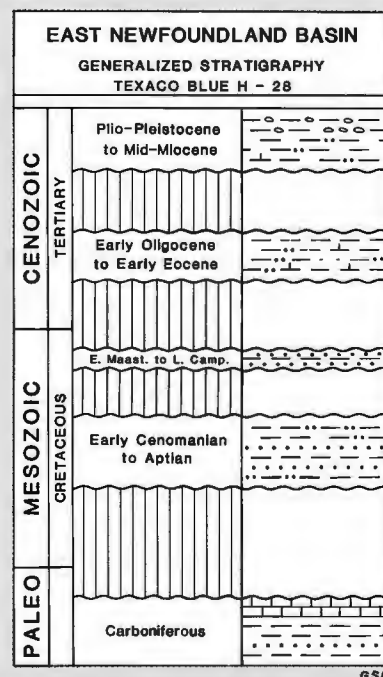 EAST NEWFOUNDLAND BASIN
GENERALIZED STRATIGRAPHY
TEXACO BLUE H - 28
CENOZOIC
TERTIARY
Plio-Pleistocene
to Mid-Miocene
Early Oligocene
to Early Eocene
MESOZOIC
CRETACEOUS
E. Maast. to L. Camp.
Early Cenomanian
to Aptian
PALEO
Carboniferous